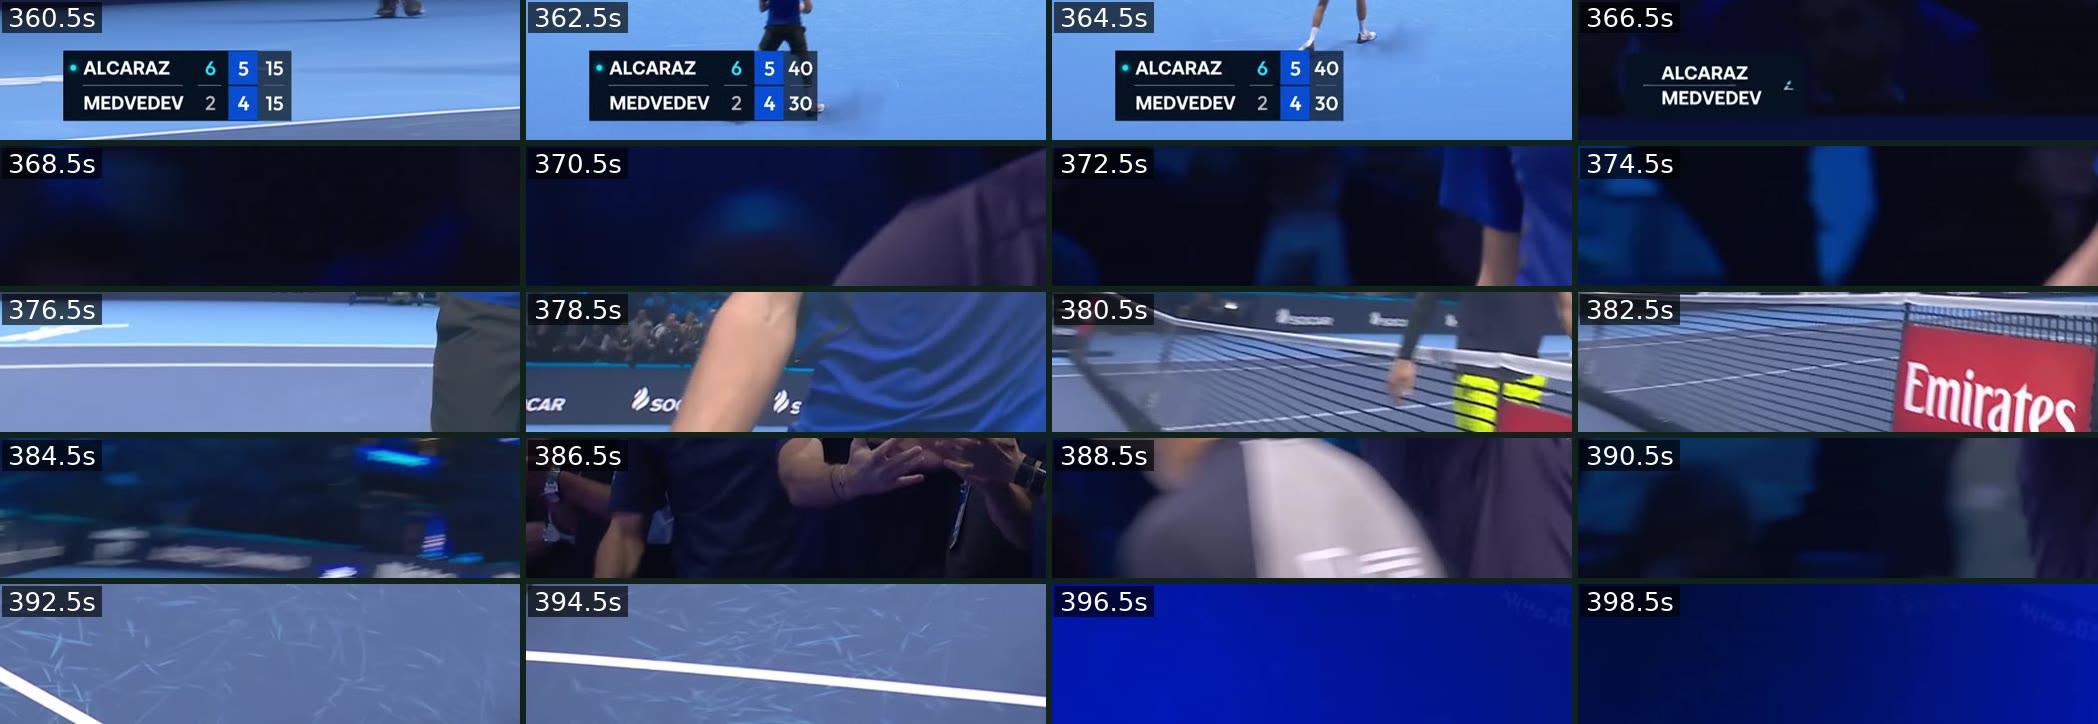 360.5s
ALCARAZ 6 5 15
MEDVEDEV 2 4 15
362.5s
ALCARAZ 6 5 40
MEDVEDEV 2 4 30
364.5s
ALCARAZ 6 5 40
MEDVEDEV 2 4 30
366.5s
ALCARAZ
MEDVEDEV
368.5s
370.5s
372.5s
374.5s
376.5s
378.5s
OCAR SO S
380.5s
SOCAR
382.5s
Emirates
384.5s
386.5s
388.5s
390.5s
392.5s
394.5s
396.5s
398.5s